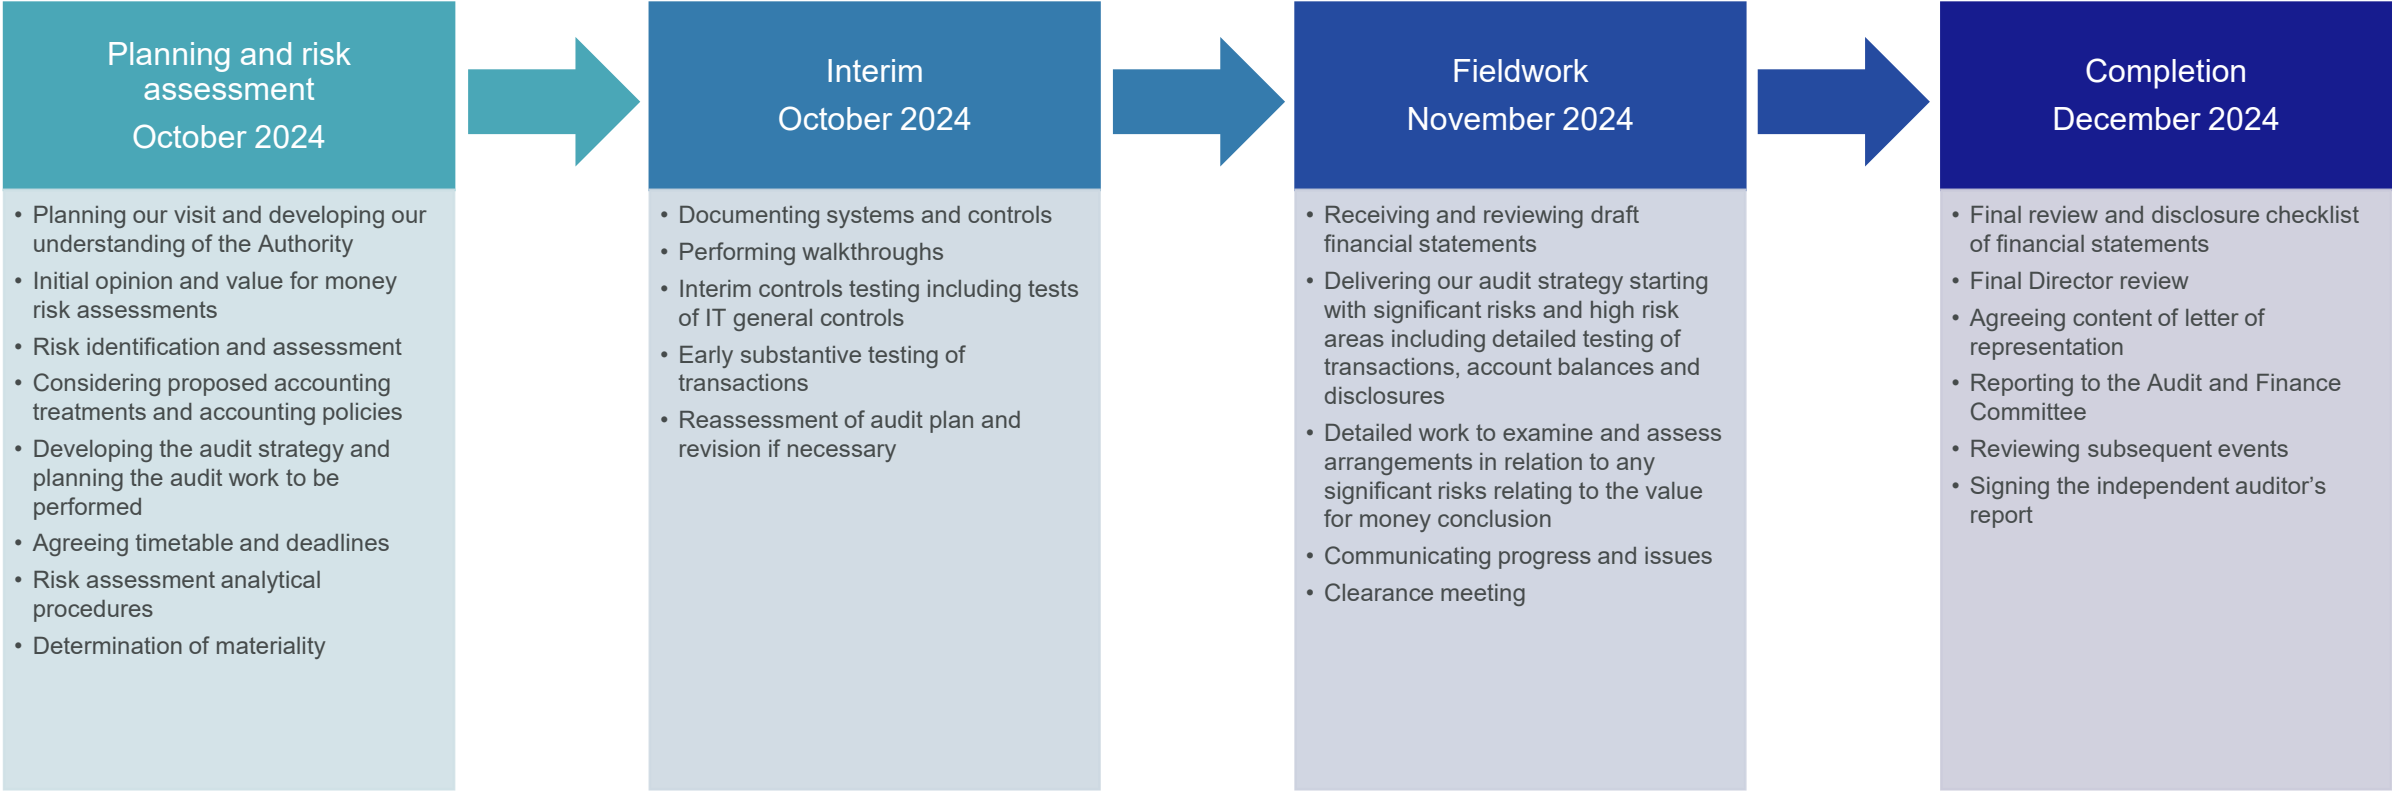 Planning and risk
assessment
October 2024
• Planning our visit and developing our
understanding of the Authority
• Initial opinion and value for money
risk assessments
• Risk identification and assessment
• Considering proposed accounting
treatments and accounting policies
• Developing the audit strategy and
planning the audit work to be
performed
• Agreeing timetable and deadlines
• Risk assessment analytical
procedures
• Determination of materiality
Interim
October 2024
• Documenting systems and controls
• Performing walkthroughs
• Interim controls testing including tests
of IT general controls
• Early substantive testing of
transactions
• Reassessment of audit plan and
revision if necessary
Fieldwork
November 2024
• Receiving and reviewing draft
financial statements
• Delivering our audit strategy starting
with significant risks and high risk
areas including detailed testing of
transactions, account balances and
disclosures
• Detailed work to examine and assess
arrangements in relation to any
significant risks relating to the value
for money conclusion
• Communicating progress and issues
• Clearance meeting
Completion
December 2024
• Final review and disclosure checklist
of financial statements
• Final Director review
• Agreeing content of letter of
representation
• Reporting to the Audit and Finance
Committee
• Reviewing subsequent events
• Signing the independent auditor’s
report